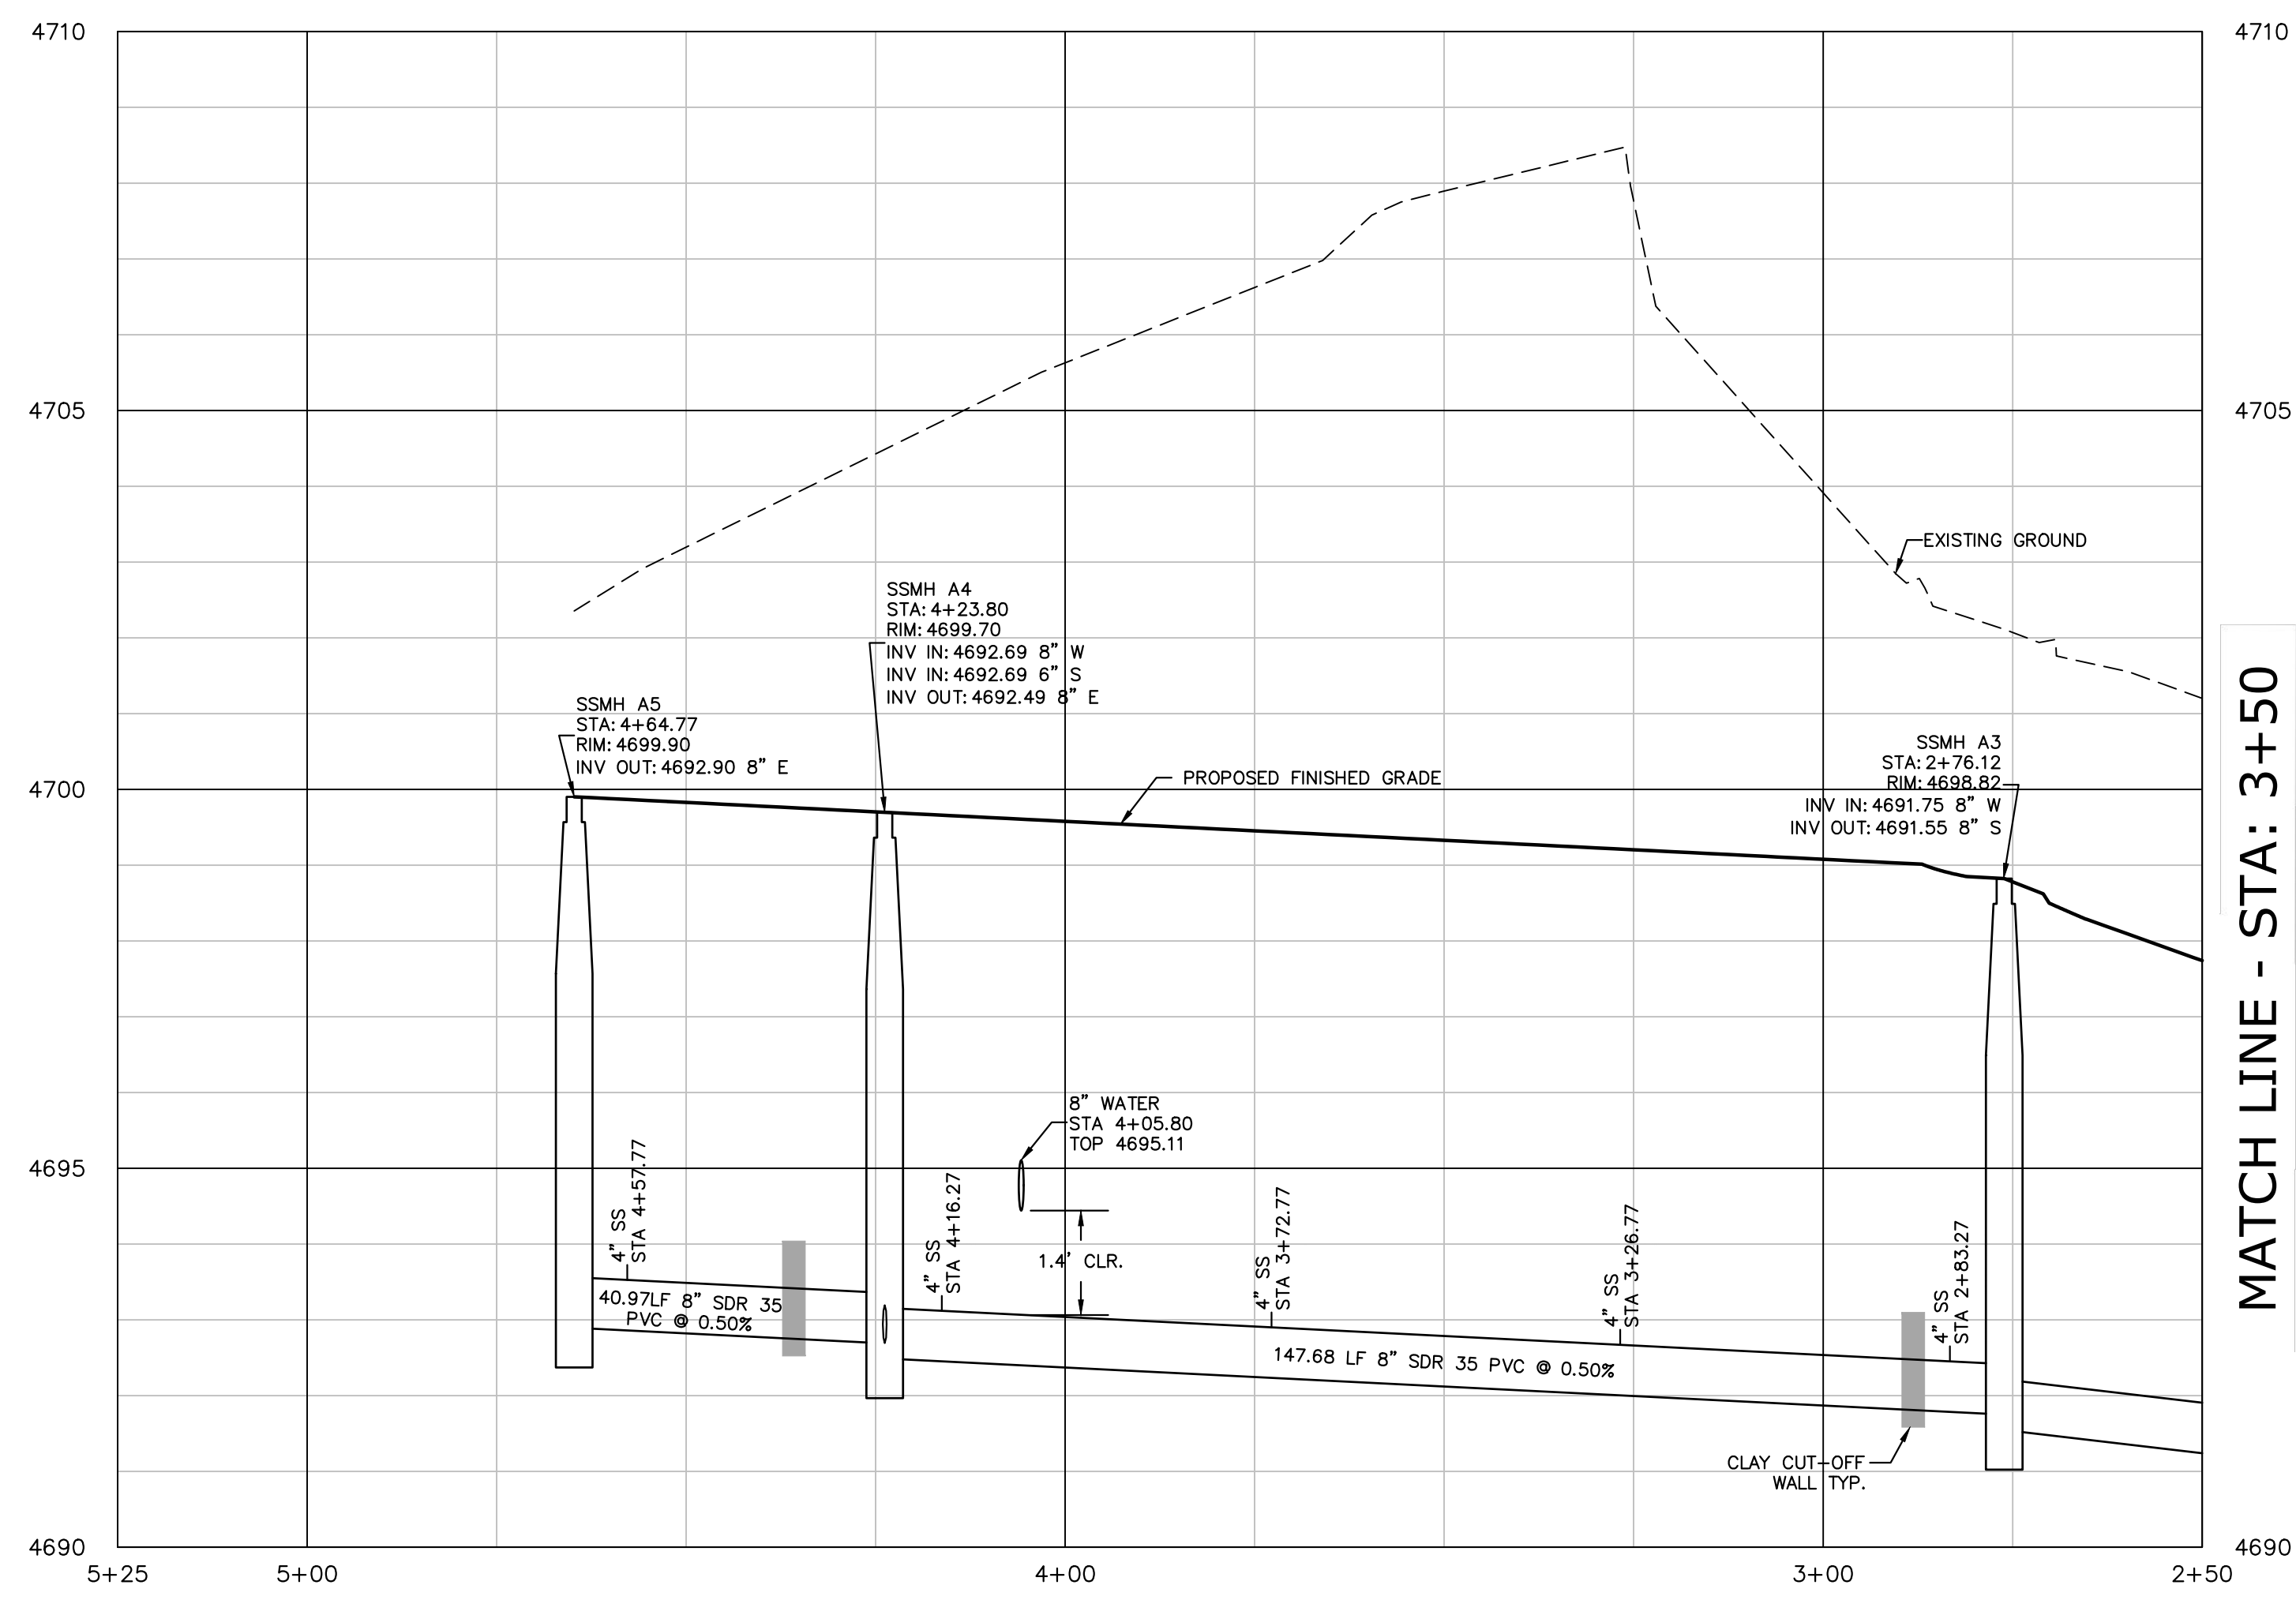 4710
4710
4705
4705
EXISTING GROUND
SSMH A4
STA: 4+23.80
RIM: 4699.70
INV IN: 4692.69 8" W
INV IN: 4692.69 6" S
INV OUT: 4692.49 8" E
SSMH A5
STA: 4+64.77
RIM: 4699.90
INV OUT: 4692.90 8" E
SSMH A3
STA: 2+76.12
RIM: 4698.82
INV IN: 4691.75 8" W
INV OUT: 4691.55 8" S
PROPOSED FINISHED GRADE
4700
MATCH LINE - STA: 3+50
8" WATER
STA 4+05.80
TOP 4695.11
4695
4" SS
STA 4+57.77
4" SS
STA 4+16.27
1.4' CLR.
4" SS
STA 3+72.77
4" SS
STA 3+26.77
4" SS
STA 2+83.27
40.97LF 8" SDR 35
PVC @ 0.50%
147.68 LF 8" SDR 35 PVC @ 0.50%
CLAY CUT-OFF
WALL TYP.
4690
4690
5+25
5+00
4+00
3+00
2+50